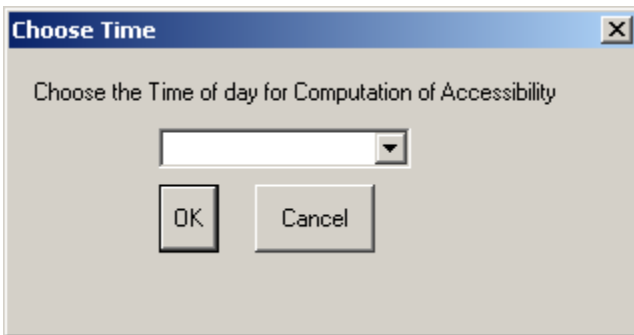 Choose Time
Choose the Time of day for Computation of Accessibility
OK Cancel